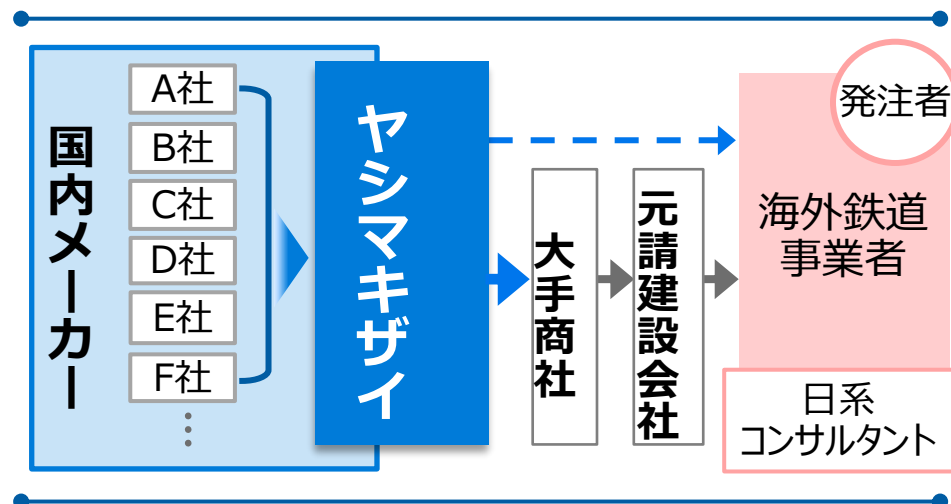 国内メーカー
A社
B社
C社
D社
E社
F社
ヤシマキザイ
大手商社
元請建設会社
発注者
海外鉄道
事業者
日系
コンサルタント